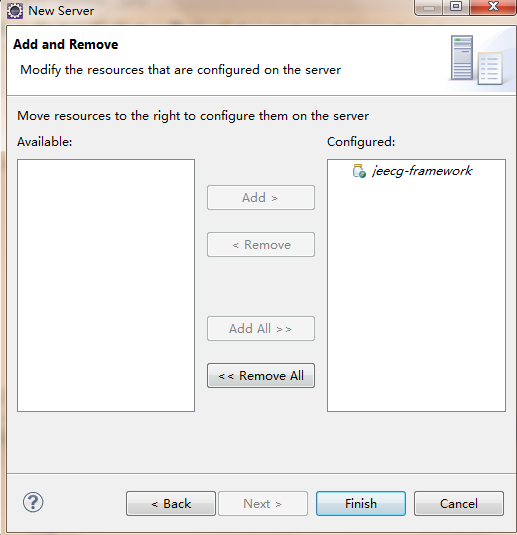 New Server
Add and Remove
Modify the resources that are configured on the server
Move resources to the right to configure them on the server
Available:
Configured:
jeecg-framework
Add >
< Remove
Add All >>
<< Remove All
?
< Back
Next >
Finish
Cancel